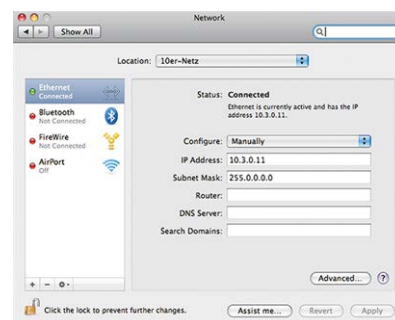 Network
Show All
Location: 10er-Netz
Ethernet
Connected
Bluetooth
Not Connected
FireWire
Not Connected
AirPort
Off
Status: Connected
Ethernet is currently active and has the IP
address 10.3.0.11.
Configure: Manually
IP Address: 10.3.0.11
Subnet Mask: 255.0.0.0.0
Router:
DNS Server:
Search Domains:
Advanced... ?
+ −
Click the lock to prevent further changes.
Assist me... Revert Apply